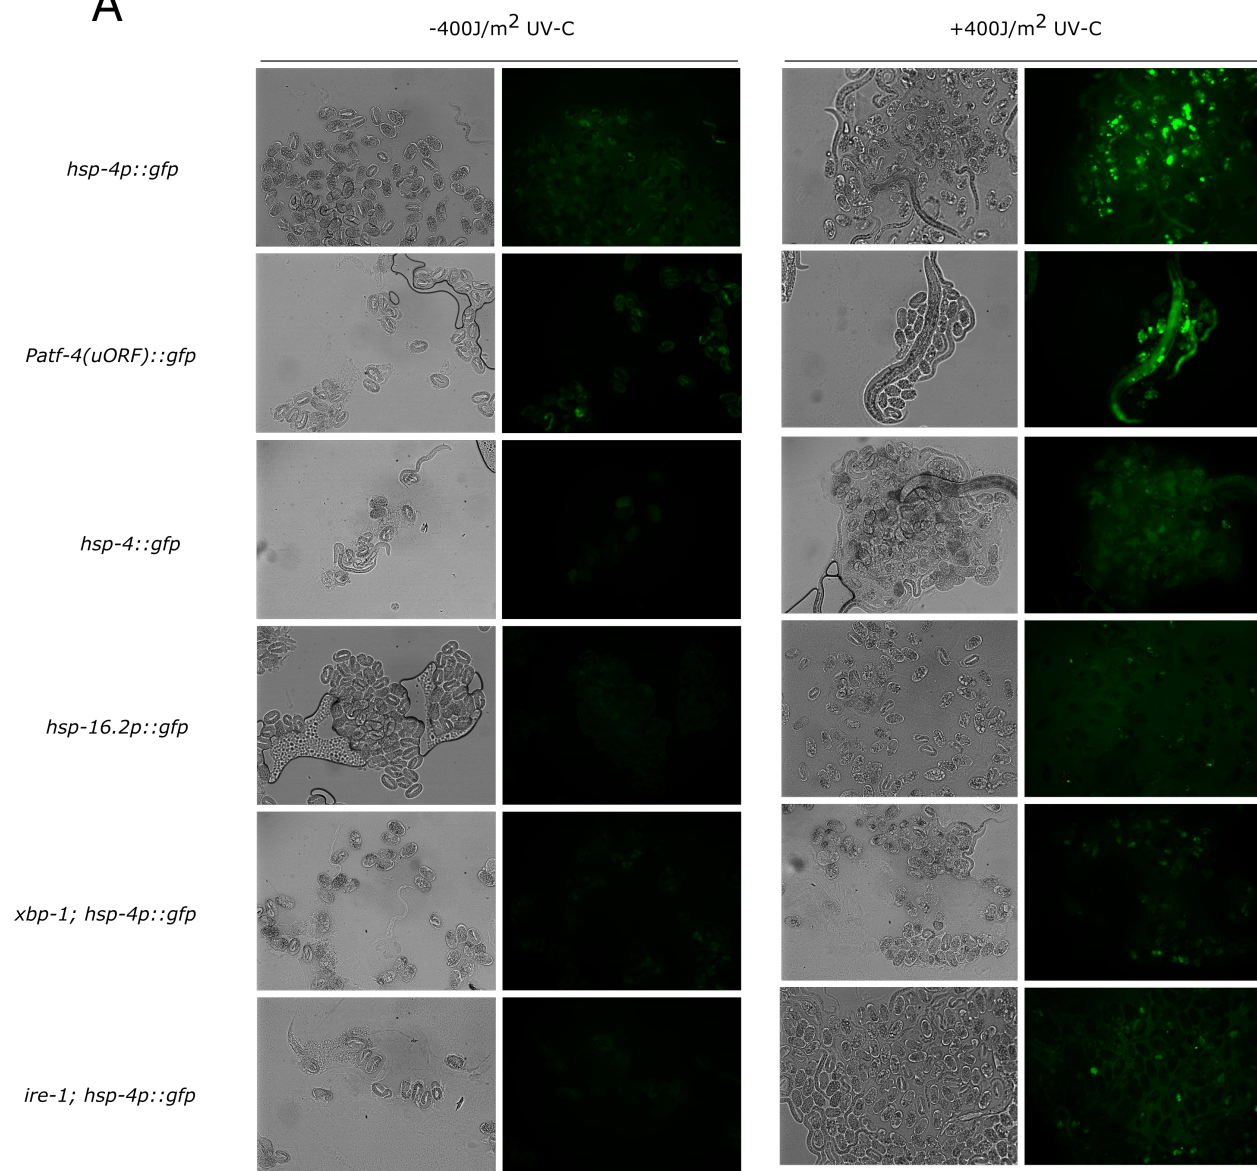 A
-400J/m2 UV-C +400J/m2 UV-C
hsp-4p::gfp
Patf-4(uORF)::gfp
hsp-4::gfp
hsp-16.2p::gfp
xbp-1; hsp-4p::gfp
ire-1; hsp-4p::gfp